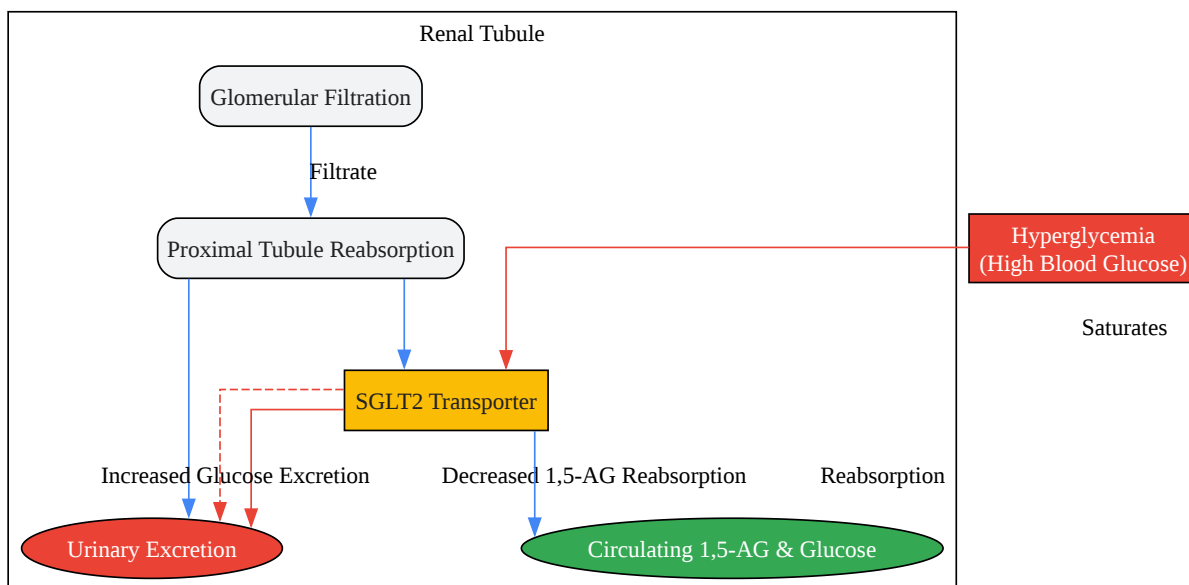 Renal Tubule
Glomerular Filtration
Filtrate
Proximal Tubule Reabsorption
Hyperglycemia
(High Blood Glucose)
Saturates
SGLT2 Transporter
Increased Glucose Excretion
Decreased 1,5-AG Reabsorption
Reabsorption
Urinary Excretion
Circulating 1,5-AG & Glucose